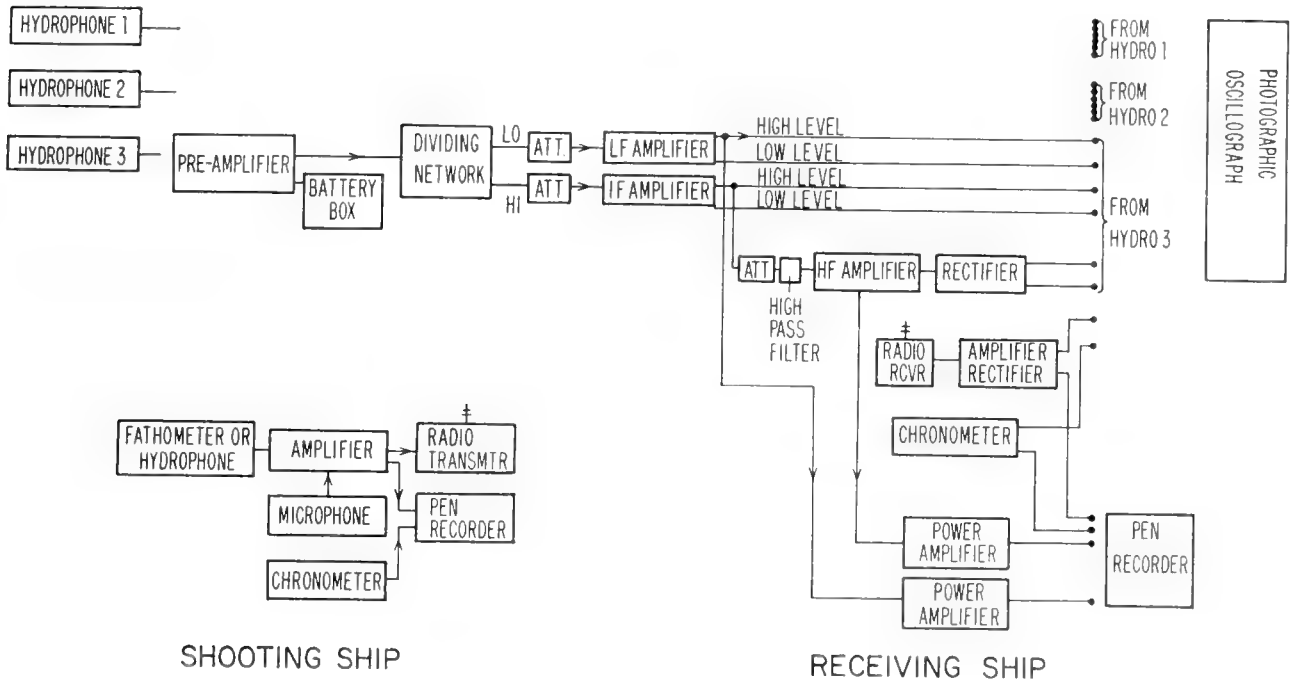 HYDROPHONE 1
HYDROPHONE 2
HYDROPHONE 3
PRE-AMPLIFIER
BATTERY
BOX
DIVIDING
NETWORK
LO
HI
ATT.
ATT
LF AMPLIFIER
IF AMPLIFIER
HIGH LEVEL
LOW LEVEL
HIGH LEVEL
LOW LEVEL
FROM
HYDRO 1
FROM
HYDRO 2
FROM
HYDRO 3
PHOTOGRAPHIC
OSCILOGRAPH
ATT
HIGH
PASS
FILTER
HF AMPLIFIER
RECTIFIER
RADIO
RCVR
AMPLIFIER
RECTIFIER
CHRONOMETER
POWER
AMPLIFIER
POWER
AMPLIFIER
PEN
RECORDER
FATHOMETER OR
HYDROPHONE
AMPLIFIER
RADIO
TRANSMTR
MICROPHONE
PEN
RECORDER
CHRONOMETER
SHOOTING SHIP
RECEIVING SHIP